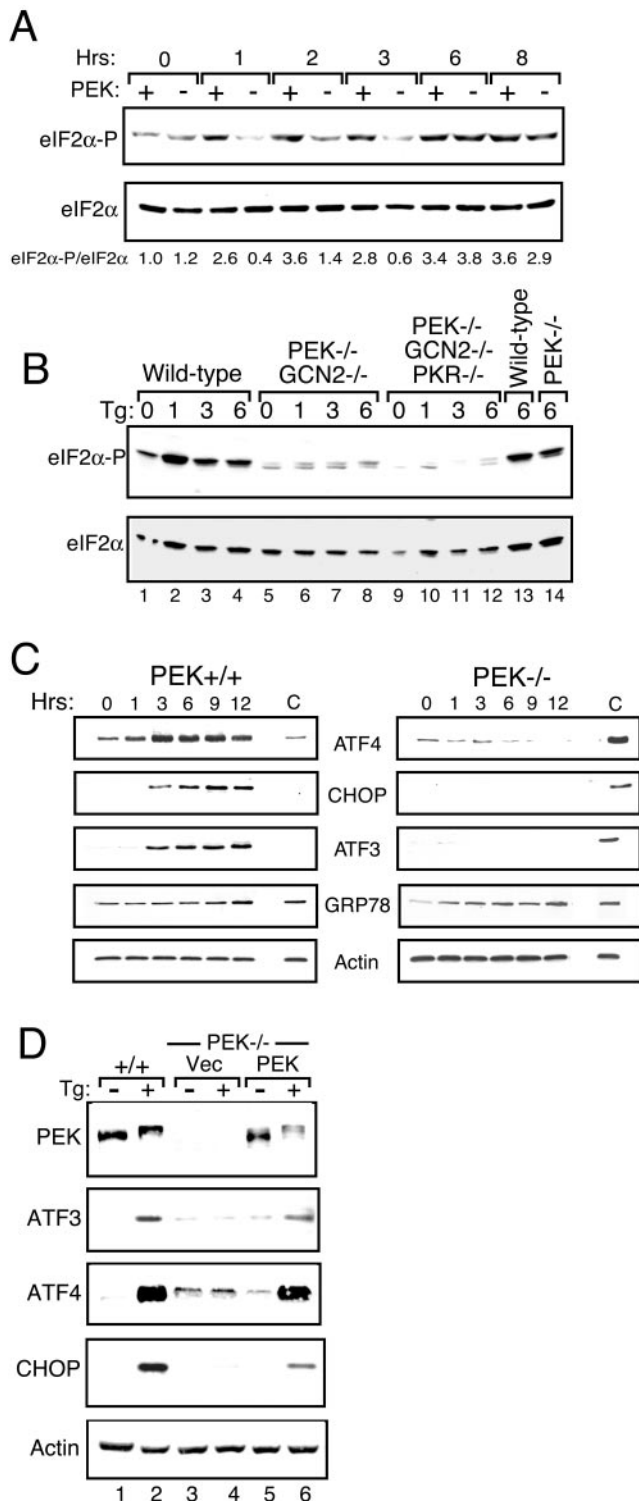 A
Hrs: 0 1 2 3 6 8
PEK: + - + - + - + - + - + -
eIF2α-P
eIF2α
eIF2α-P/eIF2α 1.0 1.2 2.6 0.4 3.6 1.4 2.8 0.6 3.4 3.8 3.6 2.9
B
Wild-type PEK-/- GCN2-/- PEK-/- GCN2-/- PKR-/- Wild-type PEK-/-
Tg: 0 1 3 6 0 1 3 6 0 1 3 6 6 6
eIF2α-P
eIF2α
1 2 3 4 5 6 7 8 9 10 11 12 13 14
C
PEK+/+ PEK-/-
Hrs: 0 1 3 6 9 12 C 0 1 3 6 9 12 C
ATF4
CHOP
ATF3
GRP78
Actin
D
PEK-/-
+/+ Vec PEK
Tg: - + - + - +
PEK
ATF3
ATF4
CHOP
Actin
1 2 3 4 5 6